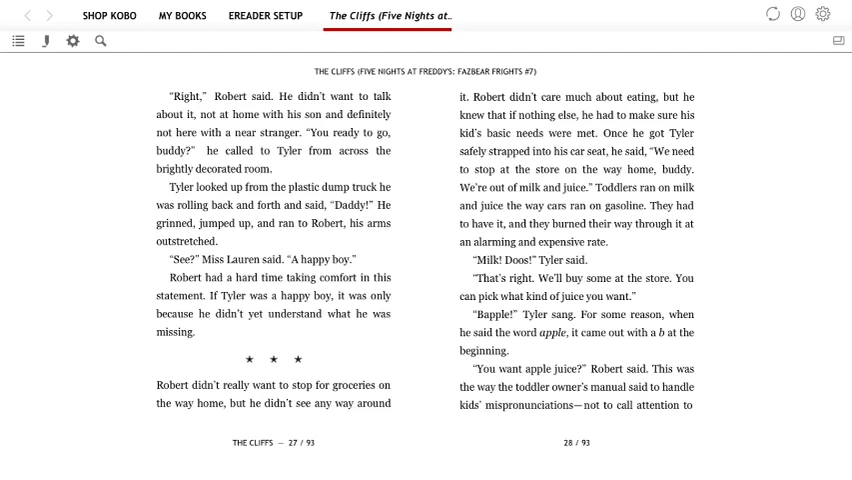 SHOP KOBO MY BOOKS EREADER SETUP The Cliffs (Five Nights at..
THE CLIFFS (FIVE NIGHTS AT FREDDY'S: FAZBEAR FRIGHTS #7)
“Right,” Robert said. He didn’t want to talk
about it, not at home with his son and definitely
not here with a near stranger. “You ready to go,
buddy?” he called to Tyler from across the
brightly decorated room.
Tyler looked up from the plastic dump truck he
was rolling back and forth and said, “Daddy!” He
grinned, jumped up, and ran to Robert, his arms
outstretched.
“See?” Miss Lauren said. “A happy boy.”
Robert had a hard time taking comfort in this
statement. If Tyler was a happy boy, it was only
because he didn’t yet understand what he was
missing.
★ ★ ★
Robert didn’t really want to stop for groceries on
the way home, but he didn’t see any way around
THE CLIFFS — 27 / 93
it. Robert didn’t care much about eating, but he
knew that if nothing else, he had to make sure his
kid’s basic needs were met. Once he got Tyler
safely strapped into his car seat, he said, “We need
to stop at the store on the way home, buddy.
We’re out of milk and juice.” Toddlers ran on milk
and juice the way cars ran on gasoline. They had
to have it, and they burned their way through it at
an alarming and expensive rate.
“Milk! Doos!” Tyler said.
“That’s right. We’ll buy some at the store. You
can pick what kind of juice you want.”
“Bapple!” Tyler sang. For some reason, when
he said the word apple, it came out with a b at the
beginning.
“You want apple juice?” Robert said. This was
the way the toddler owner’s manual said to handle
kids’ mispronunciations—not to call attention to
28 / 93